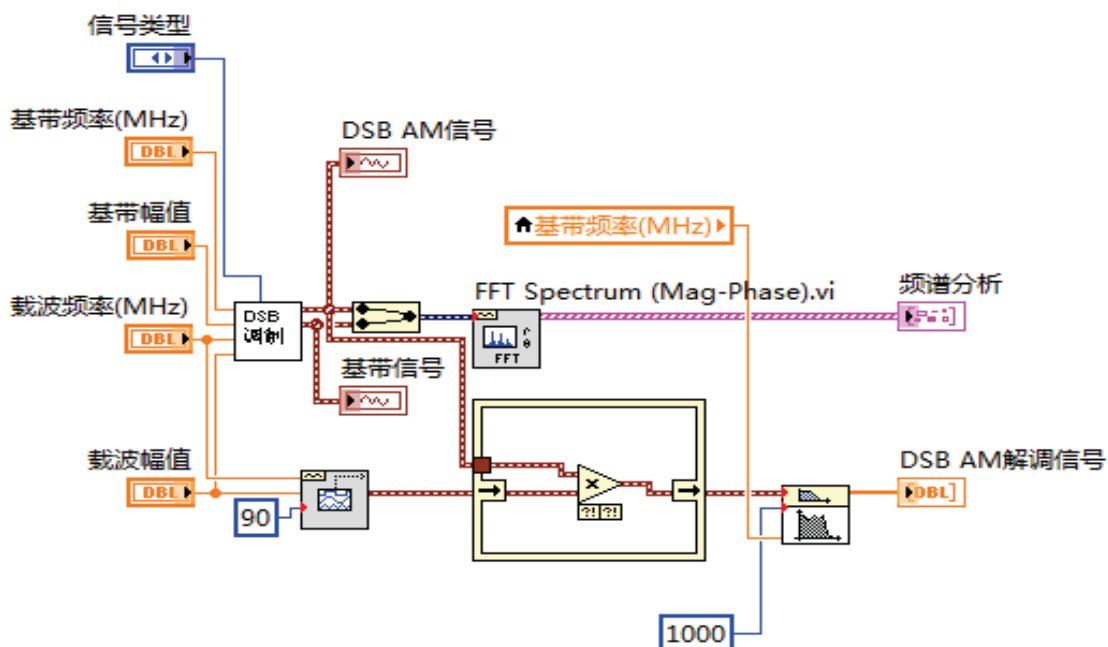 信号类型
基带频率(MHz)
DBL
DSB AM信号
基带幅值
DBL
基带频率(MHz)
载波频率(MHz)
DBL
DSB
调制
FFT Spectrum (Mag-Phase).vi
FFT
频谱分析
基带信号
载波幅值
DBL
90
DSB AM解调信号
[DBL]
1000